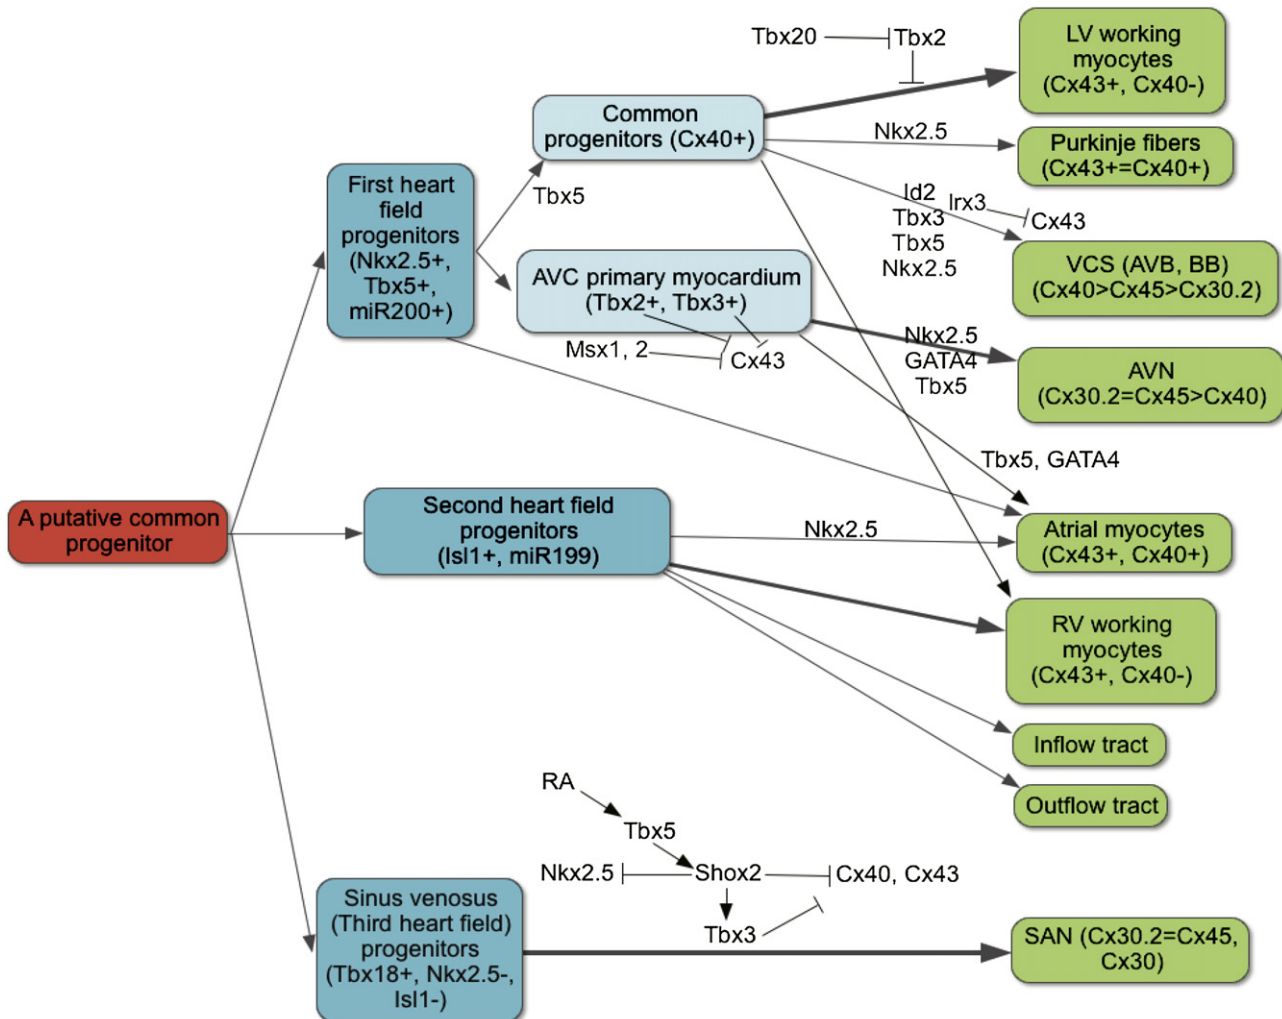 Tbx20
Tbx2
LV working
myocytes
(Cx43+, Cx40-)
Common
progenitors (Cx40+)
Nkx2.5
Purkinje fibers
(Cx43+=Cx40+)
First heart
field
progenitors
(Nkx2.5+,
Tbx5+,
miR200+)
Tbx5
Id2
Irx3
Cx43
Tbx3
Tbx5
Nkx2.5
VCS (AVB, BB)
(Cx40>Cx45>Cx30.2)
AVC primary myocardium
(Tbx2+, Tbx3+)
Msx1, 2
Cx43
Nkx2.5
GATA4
Tbx5
AVN
(Cx30.2=Cx45>Cx40)
Tbx5, GATA4
A putative common
progenitor
Second heart field
progenitors
(Isl1+, miR199)
Nkx2.5
Atrial myocytes
(Cx43+, Cx40+)
RV working
myocytes
(Cx43+, Cx40-)
Inflow tract
Outflow tract
RA
Tbx5
Nkx2.5
Shox2
Cx40, Cx43
Tbx3
Sinus venosus
(Third heart field)
progenitors
(Tbx18+, Nkx2.5-,
Isl1-)
SAN (Cx30.2=Cx45,
Cx30)